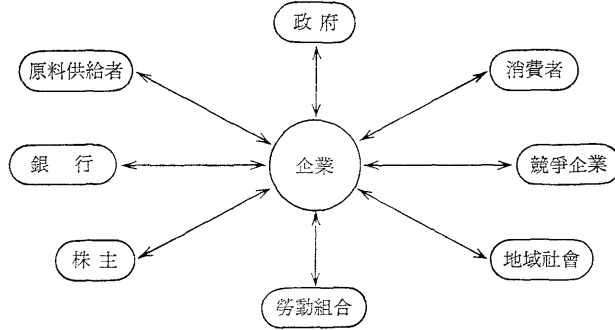 政府
原料供給者
消費者
銀行
企業
競爭企業
株主
地域社會
勞動組合